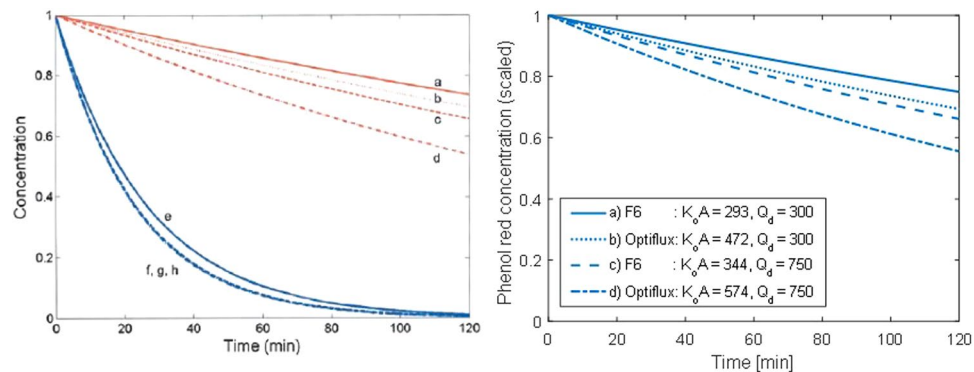 1
0.8
0.6
0.4
0.2
0
0 20 40 60 80 100 120
Concentration
Time (min)
a
b
c
d
e
f, g, h
1
0.8
0.6
0.4
0.2
0
0 20 40 60 80 100 120
Phenol red concentration (scaled)
Time [min]
a) F6 : KoA = 293, Qd = 300
b) Optiflux: KoA = 472, Qd = 300
c) F6 : KoA = 344, Qd = 750
d) Optiflux: KoA = 574, Qd = 750